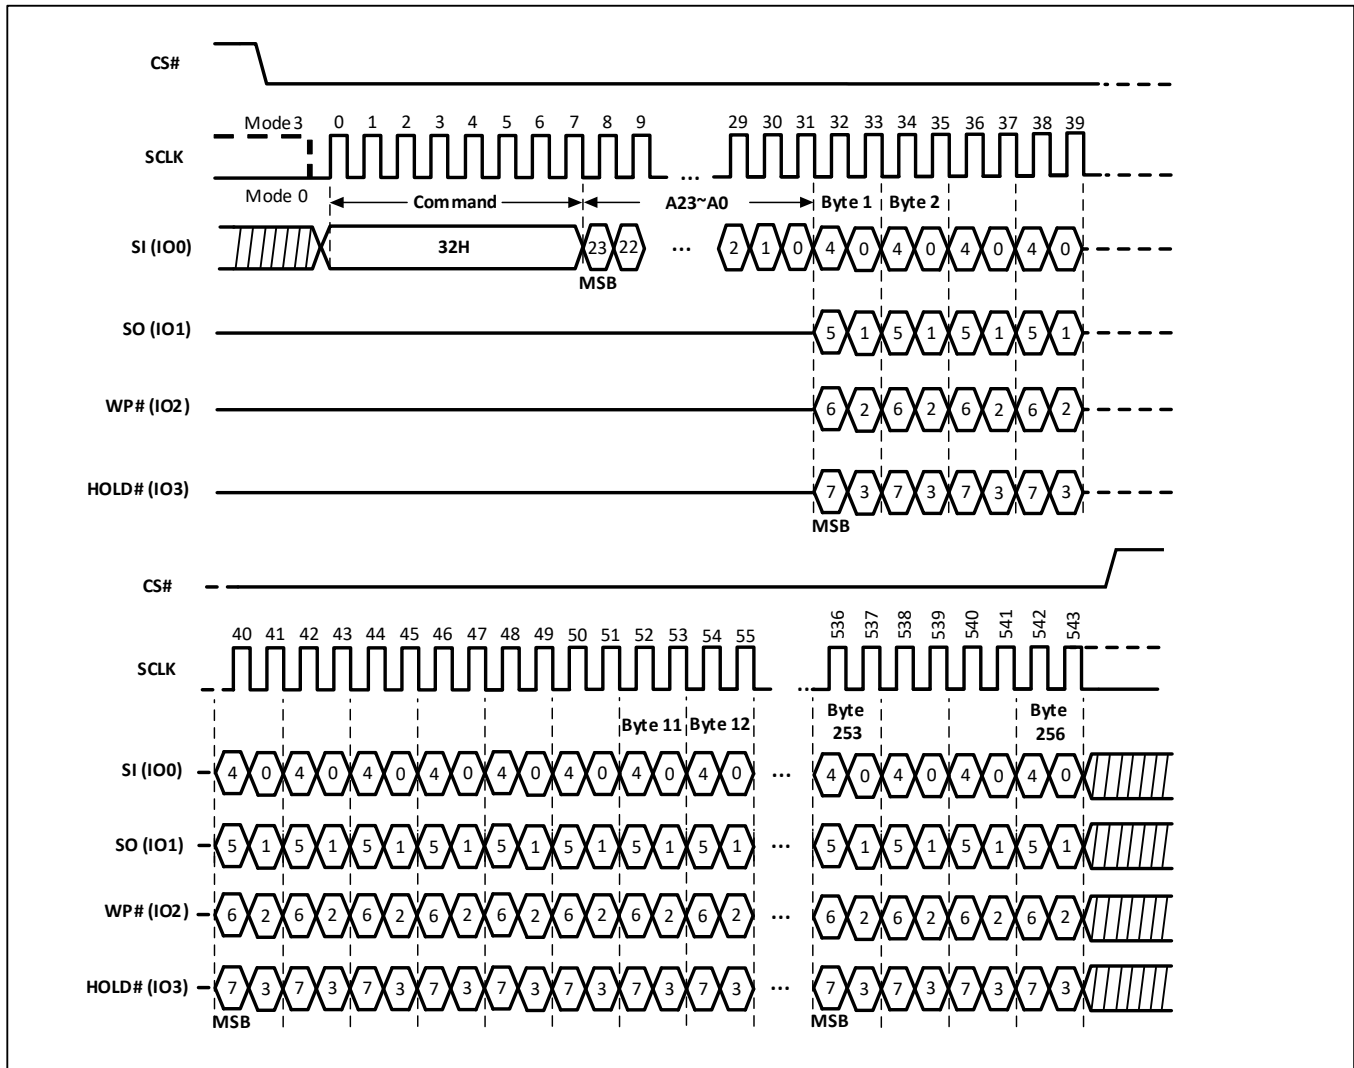 CS#
Mode 3 0 1 2 3 4 5 6 7 8 9 29 30 31 32 33 34 35 36 37 38 39
SCLK ...
Mode 0 Command A23~A0 Byte 1 Byte 2
SI (IO0) 32H 23 22 ... 2 1 0 4 0 4 0 4 0 4 0
MSB
SO (IO1) 5 1 5 1 5 1 5 1
WP# (IO2) 6 2 6 2 6 2 6 2
HOLD# (IO3) 7 3 7 3 7 3 7 3
MSB
CS#
40 41 42 43 44 45 46 47 48 49 50 51 52 53 54 55 536 537 538 539 540 541 542 543
SCLK ...
Byte 11 Byte 12 Byte 253 Byte 256
SI (IO0) 4 0 4 0 4 0 4 0 4 0 4 0 4 0 4 0 ... 4 0 4 0 4 0 4 0
SO (IO1) 5 1 5 1 5 1 5 1 5 1 5 1 5 1 5 1 ... 5 1 5 1 5 1 5 1
WP# (IO2) 6 2 6 2 6 2 6 2 6 2 6 2 6 2 6 2 ... 6 2 6 2 6 2 6 2
HOLD# (IO3) 7 3 7 3 7 3 7 3 7 3 7 3 7 3 7 3 ... 7 3 7 3 7 3 7 3
MSB MSB